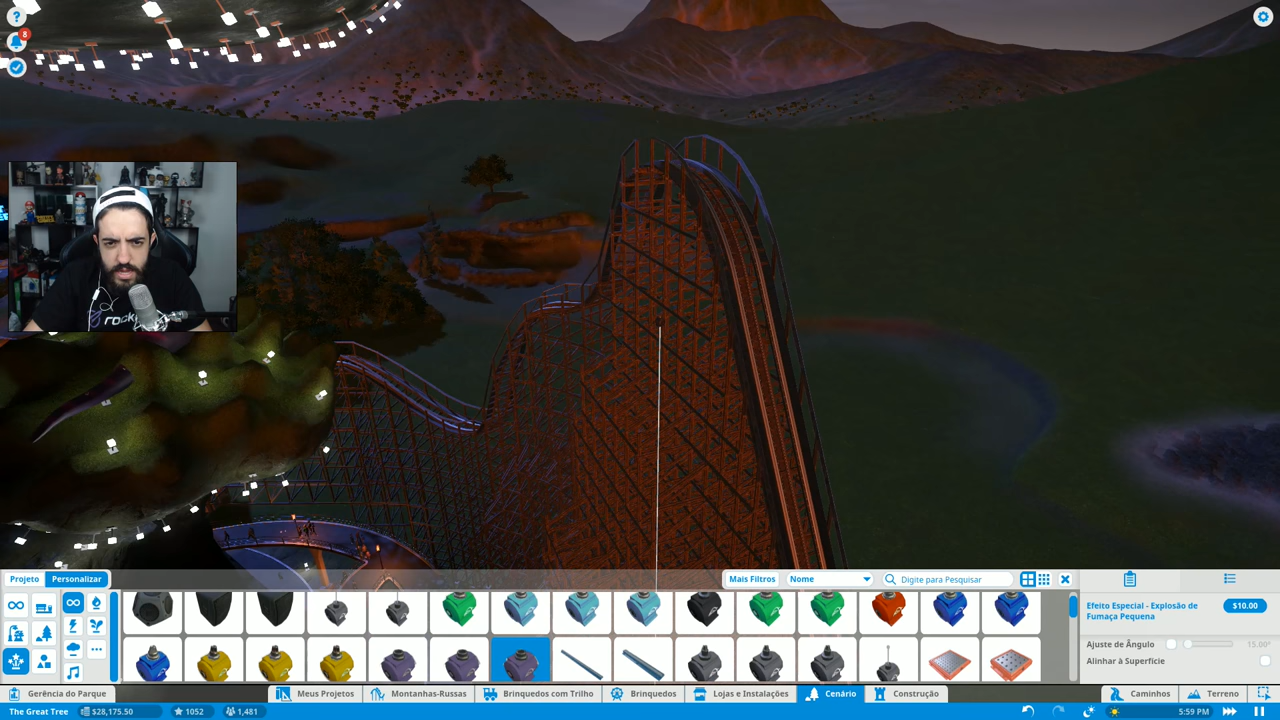 ?
8
rock
Projeto
Personalizar
Mais Filtros
Nome
Digite para Pesquisar
Efeito Especial - Explosão de
Fumaça Pequena
$10.00
Ajuste de Ângulo
15.00°
Alinhar à Superfície
Gerência do Parque
Meus Projetos
Montanhas-Russas
Brinquedos com Trilho
Brinquedos
Lojas e Instalações
Cenário
Construção
Caminhos
Terreno
The Great Tree
$28,175.50
1052
1,481
5:59 PM